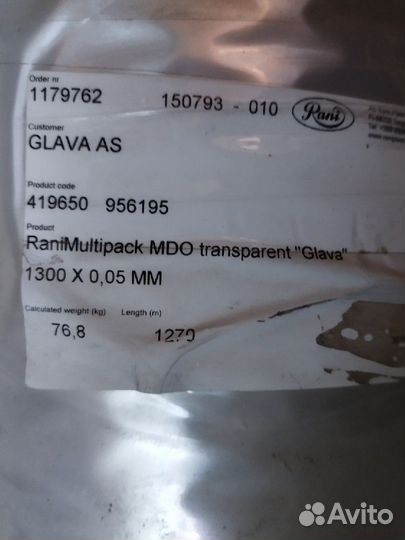 Order nr
1179762 150793 - 010 Rani
Customer
GLAVA AS
Product code
419650 956195
Product
RaniMultipack MDO transparent "Glava"
1300 X 0,05 MM
Calculated weight (kg) Length (m)
76,8 1270
Avito